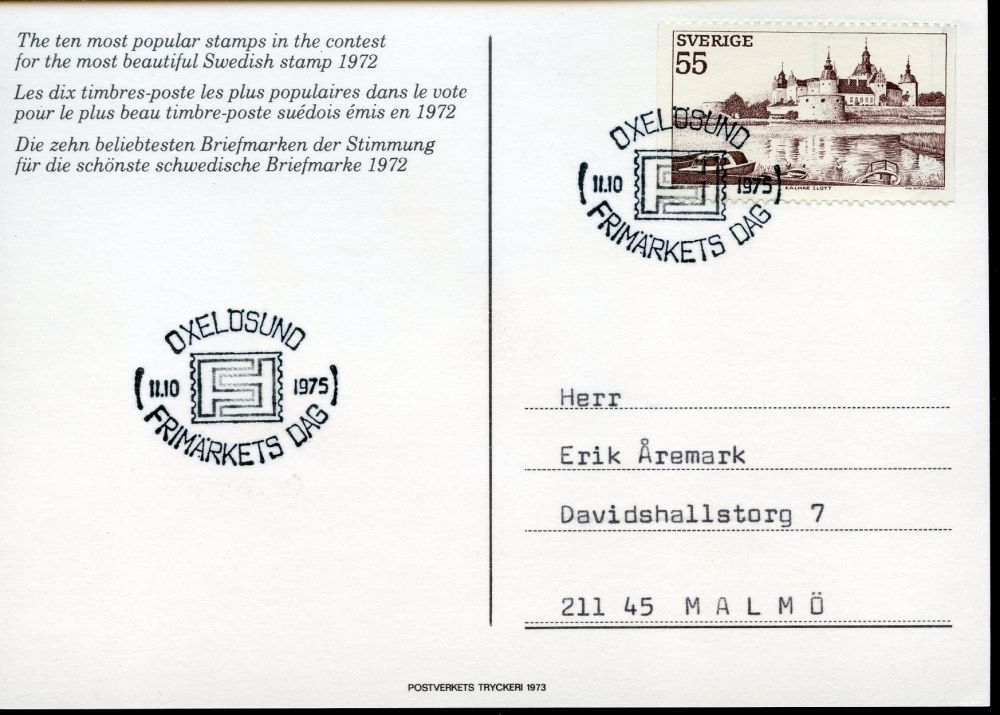 The ten most popular stamps in the contest
for the most beautiful Swedish stamp 1972
Les dix timbres-poste les plus populaires dans le vote
pour le plus beau timbre-poste suédois émis en 1972
Die zehn beliebtesten Briefmarken der Stimmung
für die schönste schwedische Briefmarke 1972
SVERIGE
55
KALMAR SLOTT
OXELÖSUND
11.10 1975
FRIMÄRKETS DAG
OXELÖSUND
11.10 1975
FRIMÄRKETS DAG
Herr
Erik Åremark
Davidshallstorg 7
211 45 MALMÖ
POSTVERKETS TRYCKERI 1973